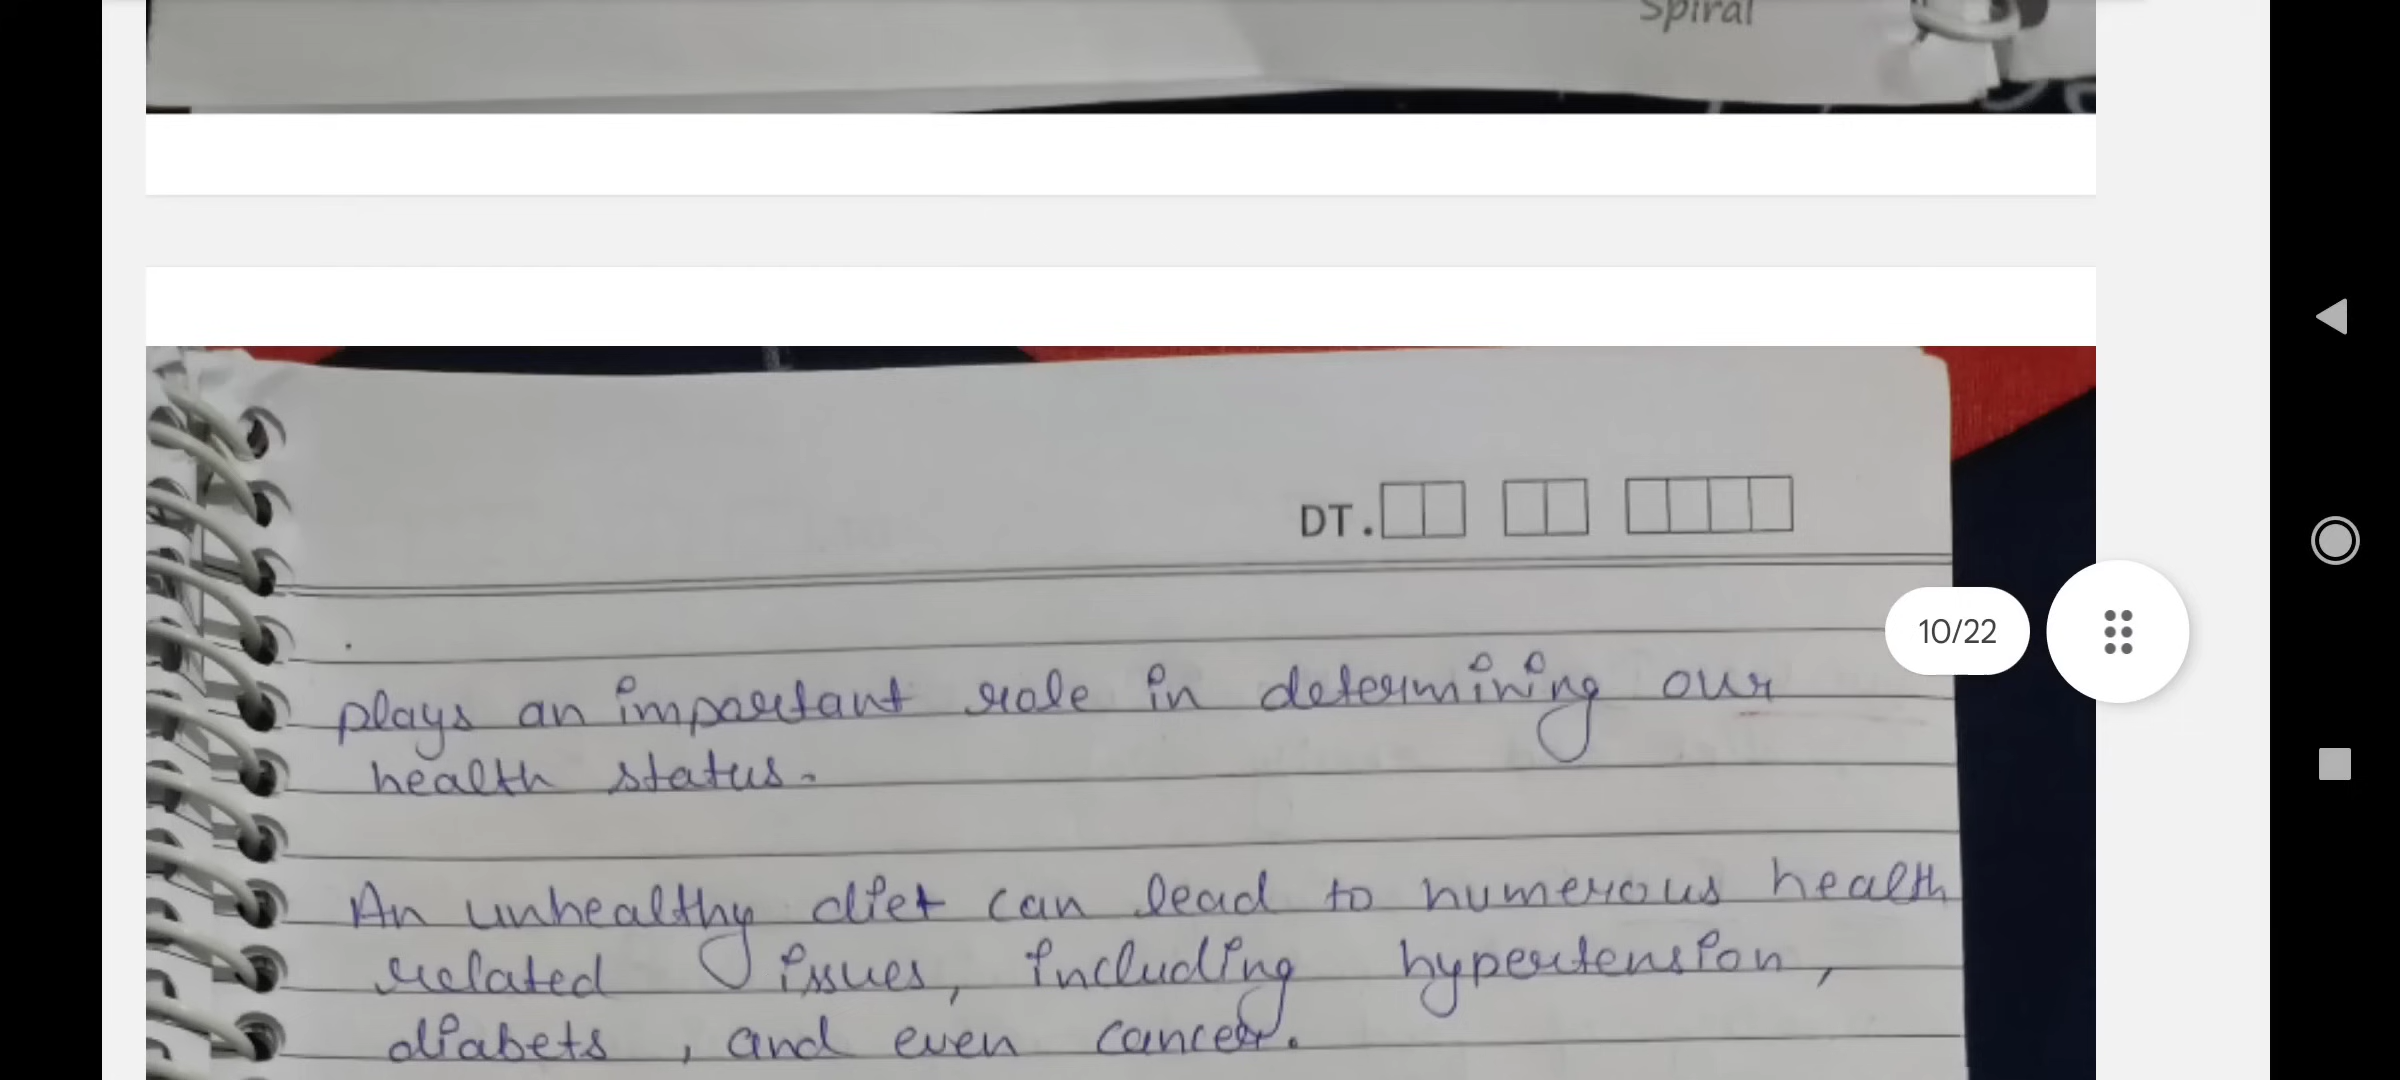 Spiral
DT.
10/22
plays an important role in determining our
health status.
An unhealthy diet can lead to numerous health
related issues, including hypertension,
diabets, and even cancer.